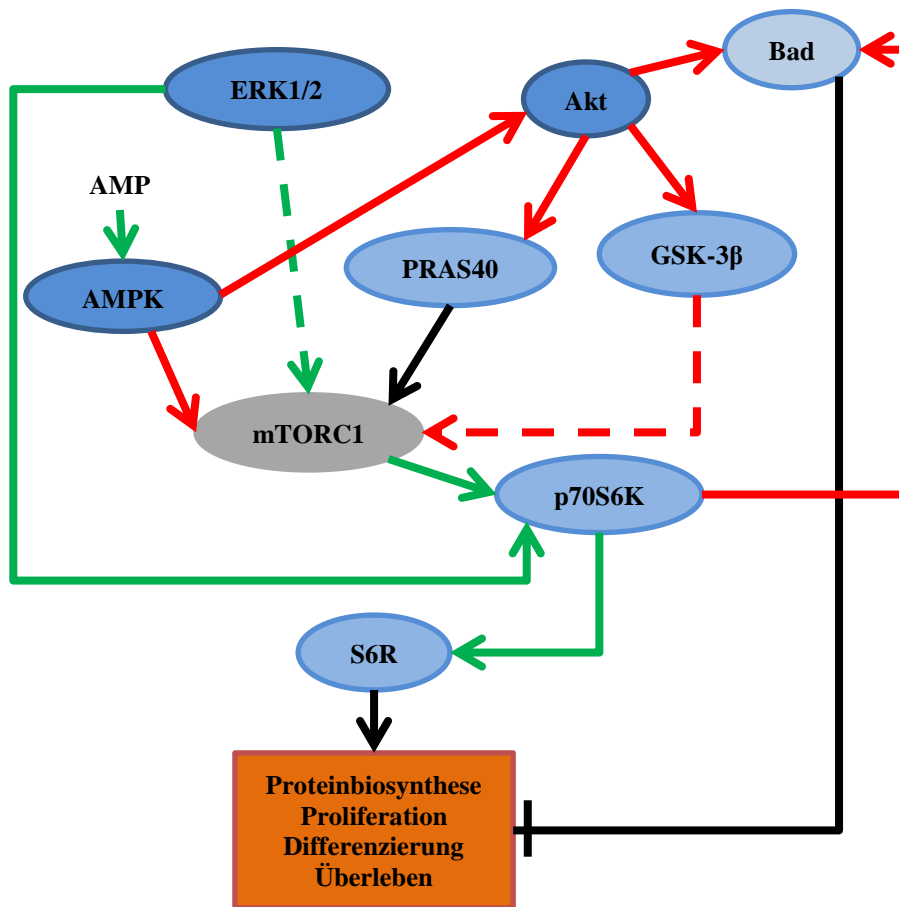 Bad
ERK1/2
Akt
AMP
PRAS40
GSK-3β
AMPK
mTORC1
p70S6K
S6R
Proteinbiosynthese
Proliferation
Differenzierung
Überleben